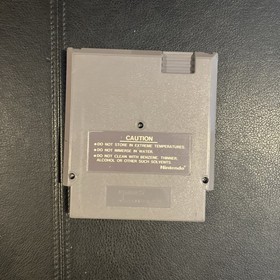 CAUTION
●DO NOT STORE IN EXTREME TEMPERATURES.
●DO NOT IMMERSE IN WATER.
●DO NOT CLEAN WITH BENZENE, THINNER,
ALCOHOL OR OTHER SUCH SOLVENTS.
Nintendo